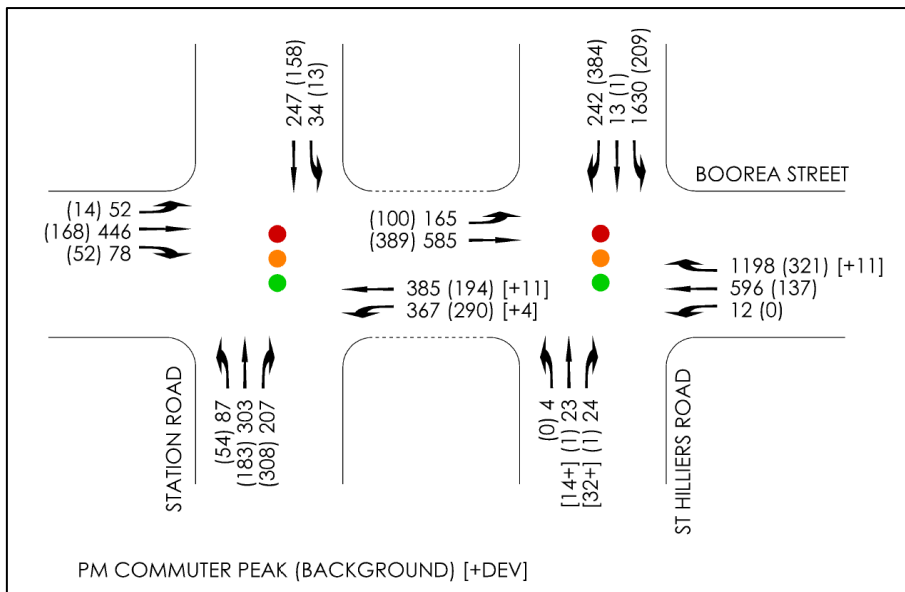 247 (158)
34 (13)
242 (384)
13 (1)
1630 (209)
BOOREA STREET
(14) 52
(168) 446
(52) 78
(100) 165
(389) 585
385 (194) [+11]
367 (290) [+4]
1198 (321) [+11]
596 (137)
12 (0)
STATION ROAD
(54) 87
(183) 303
(308) 207
(0) 4
[14+] (1) 23
[32+] (1) 24
ST HILLIERS ROAD
PM COMMUTER PEAK (BACKGROUND) [+DEV]